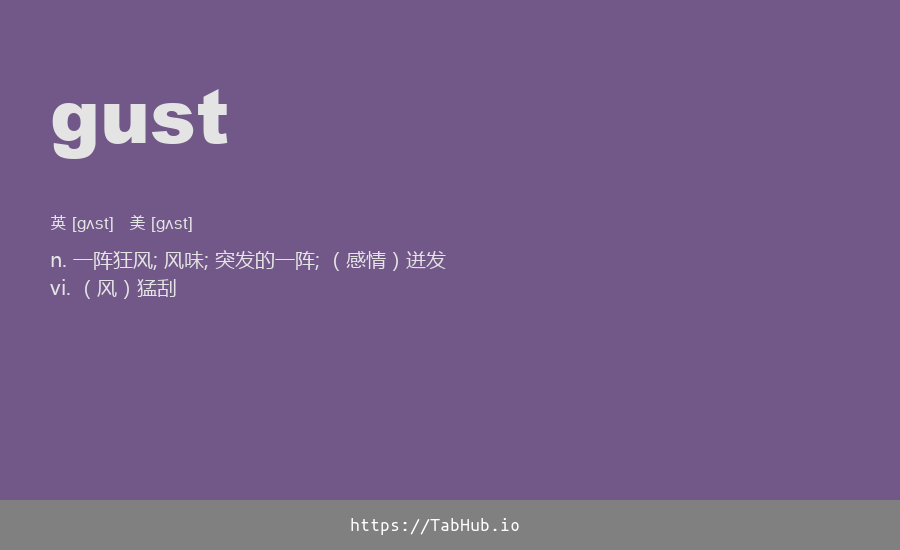 gust
英 [gʌst] 美 [gʌst]
n. 一阵狂风; 风味; 突发的一阵; （感情）迸发
vi. （风）猛刮
https://TabHub.io